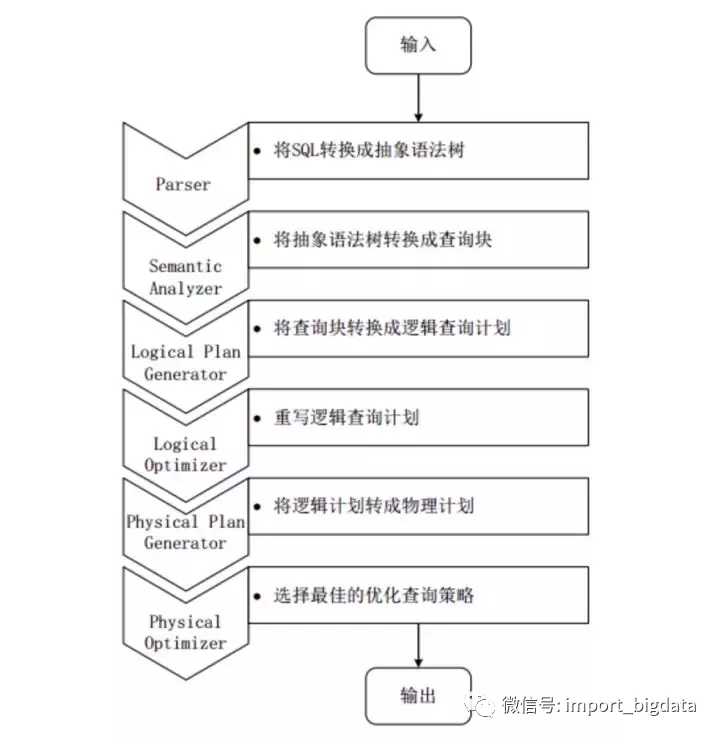 输入
Parser
• 将SQL转换成抽象语法树
Semantic
Analyzer
• 将抽象语法树转换成查询块
Logical Plan
Generator
• 将查询块转换成逻辑查询计划
Logical
Optimizer
• 重写逻辑查询计划
Physical Plan
Generator
• 将逻辑计划转成物理计划
Physical
Optimizer
• 选择最佳的优化查询策略
输出
微信号: import_bigdata